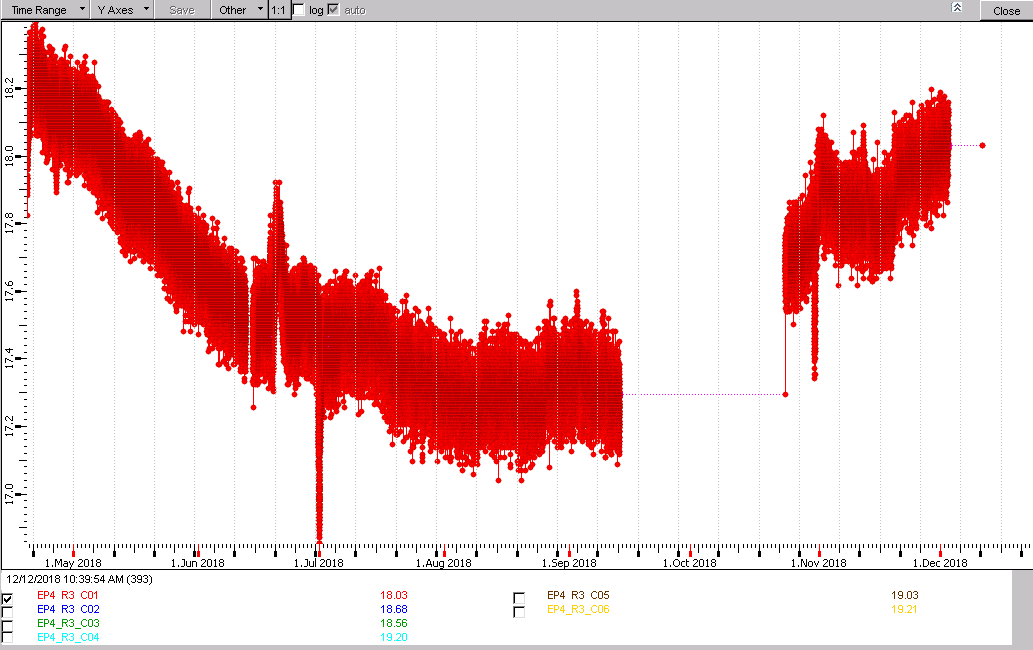 Time Range Y Axes Save Other 1:1 log auto Close
18.2
18.0
17.8
17.6
17.4
17.2
17.0
1.May 2018 1.Jun 2018 1.Jul 2018 1.Aug 2018 1.Sep 2018 1.Oct 2018 1.Nov 2018 1.Dec 2018
12/12/2018 10:39:54 AM (393)
EP4_R3_C01 18.03 EP4_R3_C05 19.03
EP4_R3_C02 18.68 EP4_R3_C06 19.21
EP4_R3_C03 18.56
EP4_R3_C04 19.20